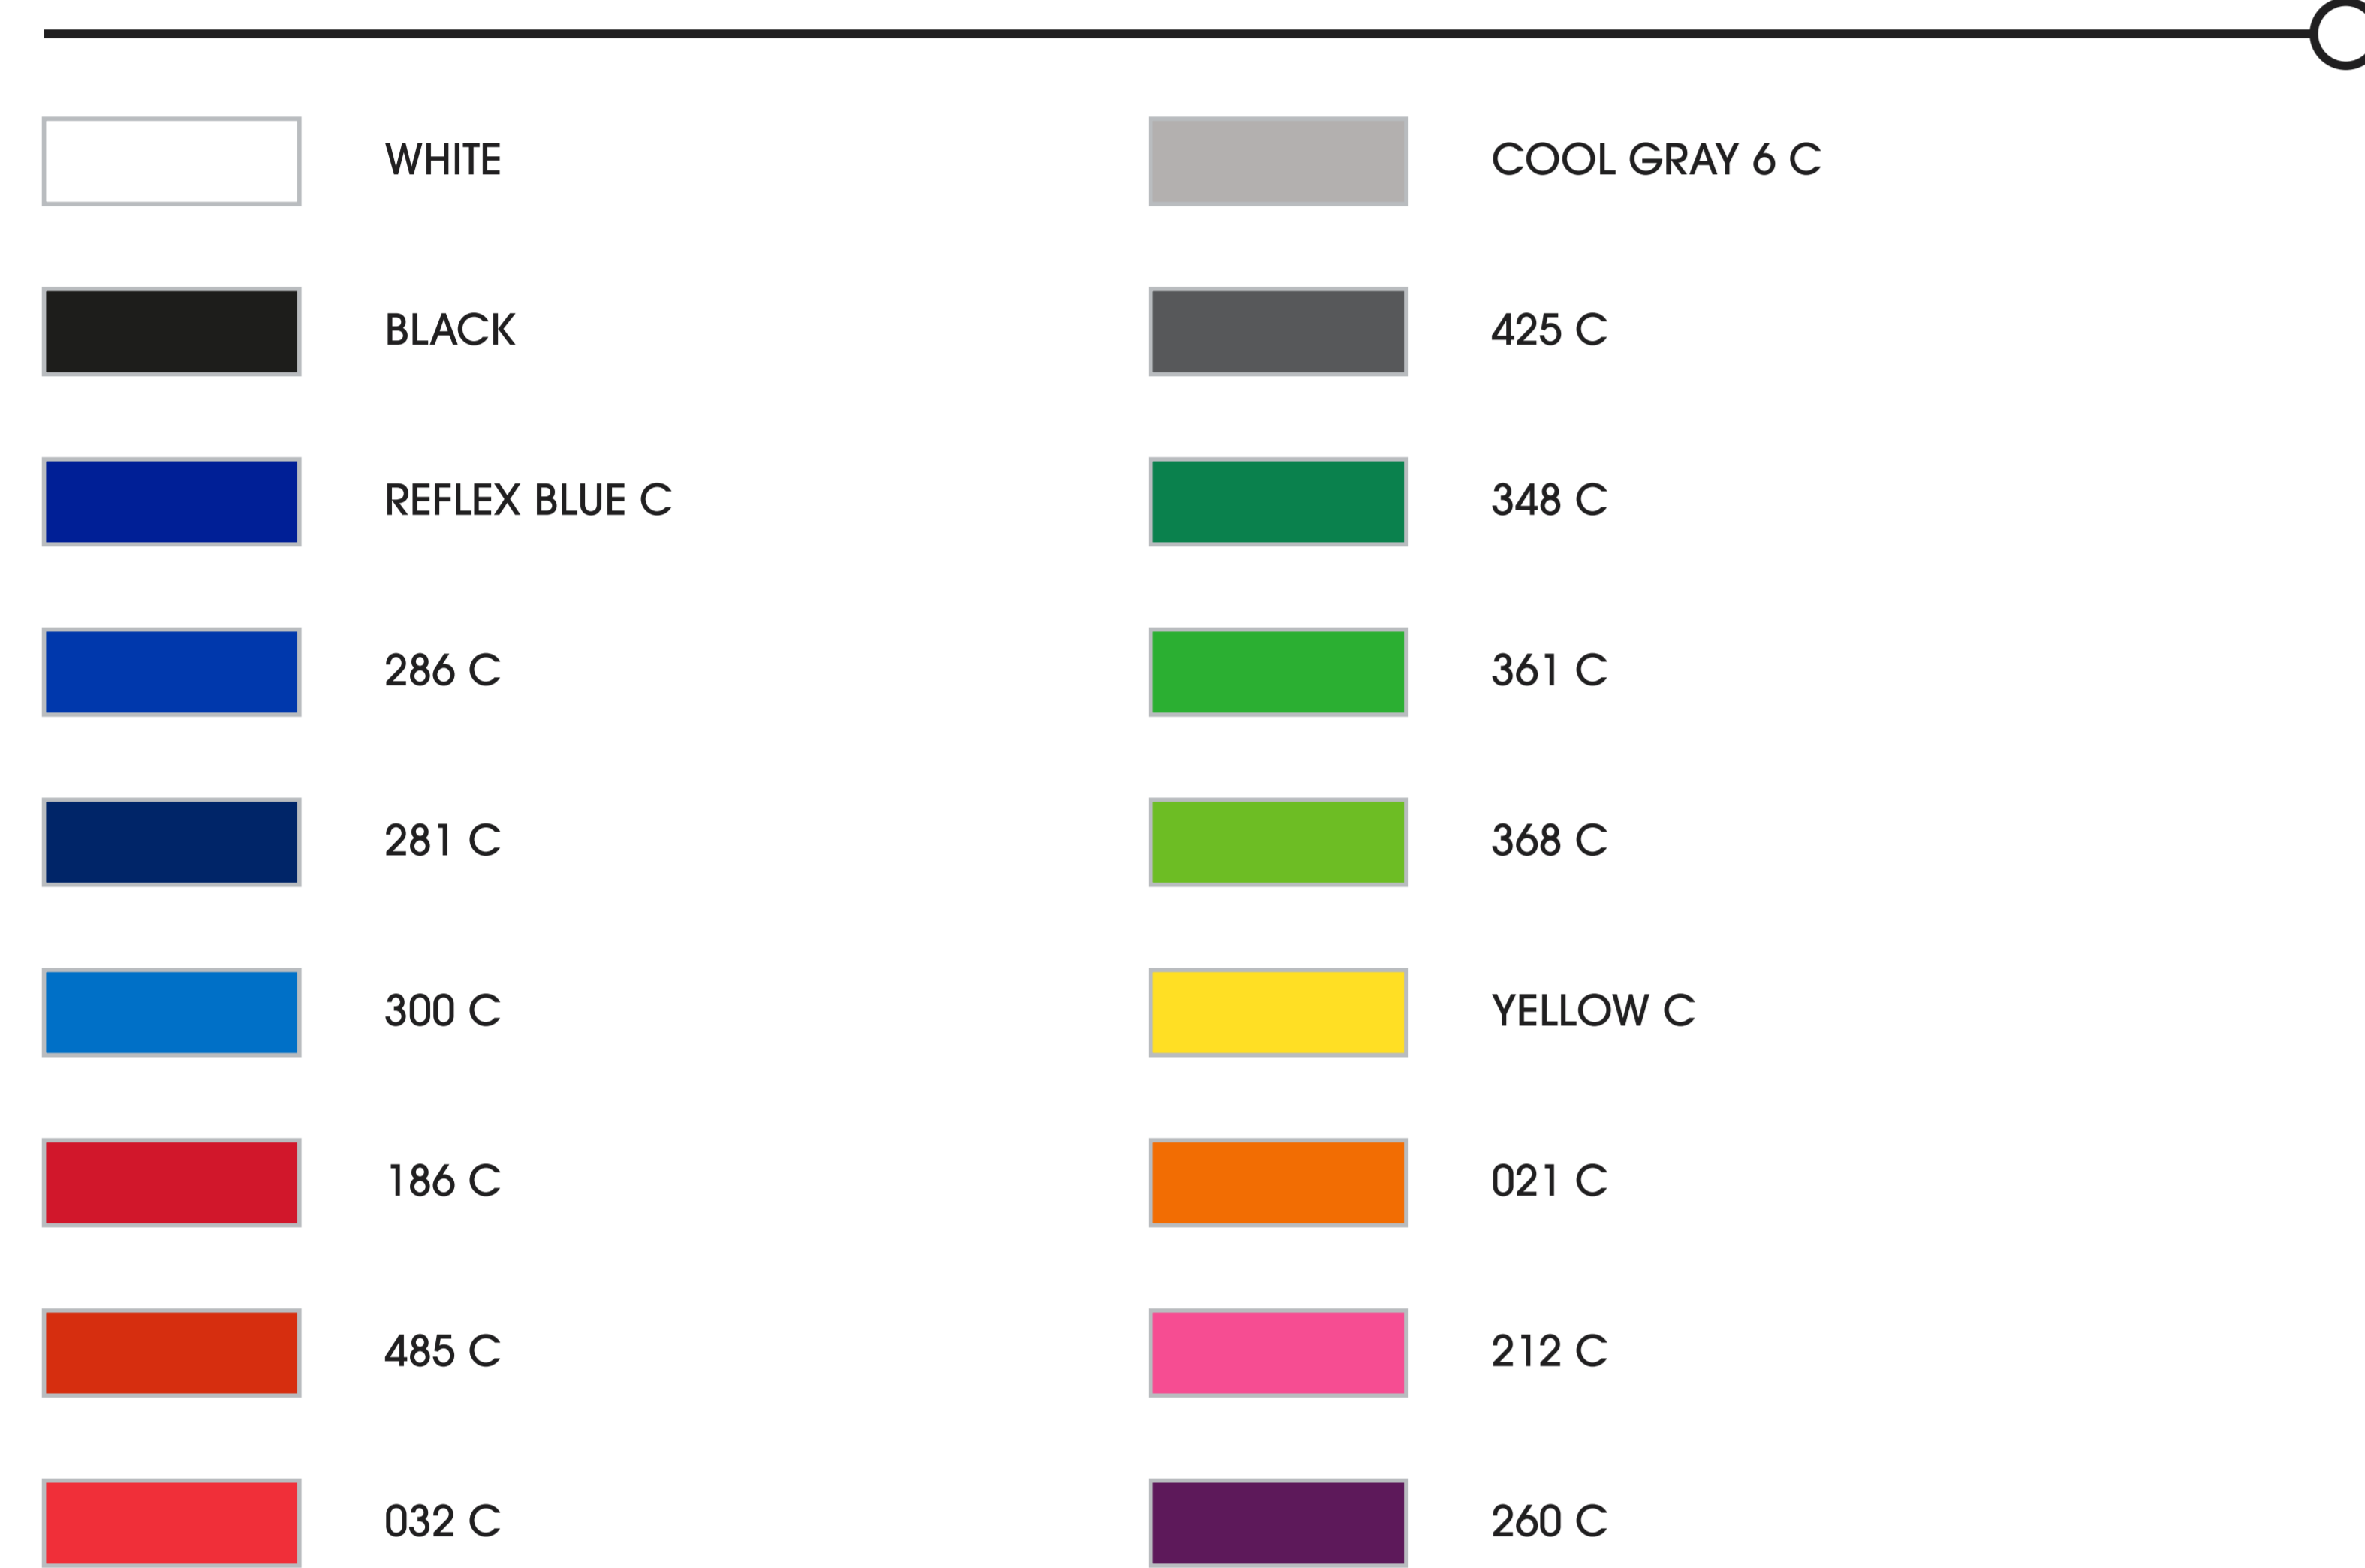 WHITE
BLACK
REFLEX BLUE C
286 C
281 C
300 C
186 C
485 C
032 C
COOL GRAY 6 C
425 C
348 C
361 C
368 C
YELLOW C
021 C
212 C
260 C